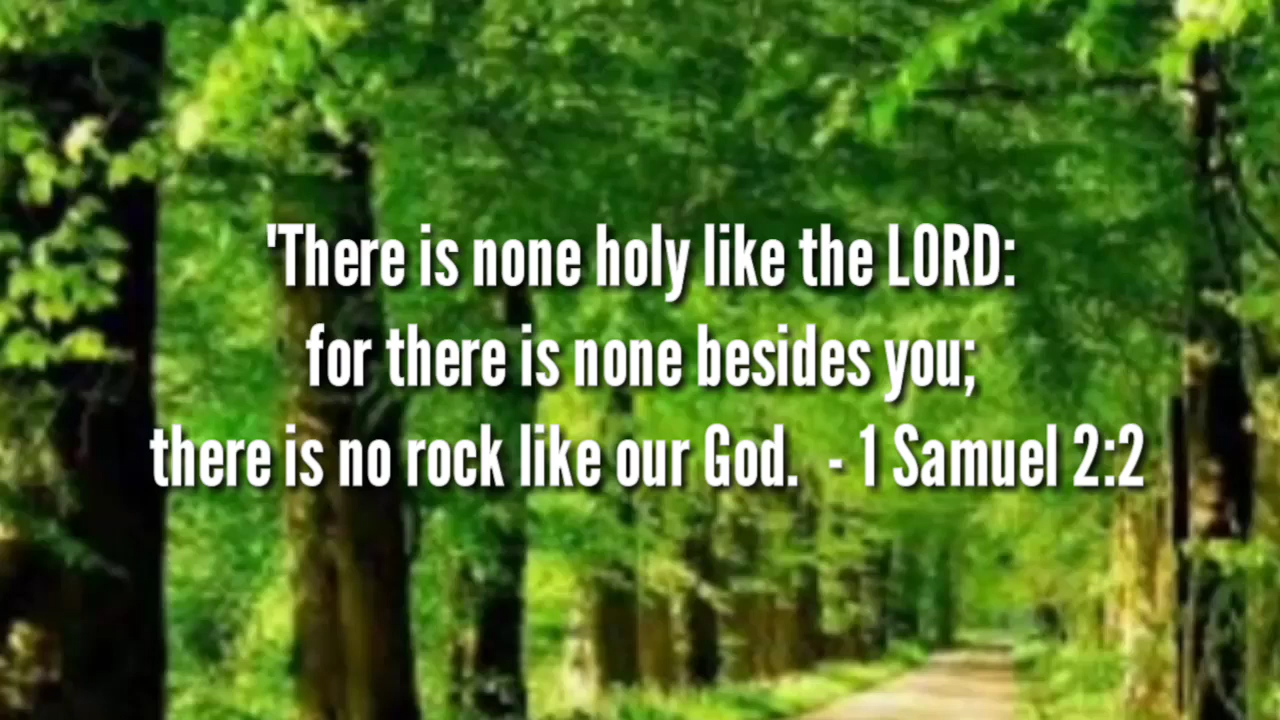 'There is none holy like the LORD:
for there is none besides you;
there is no rock like our God.  - 1 Samuel 2:2